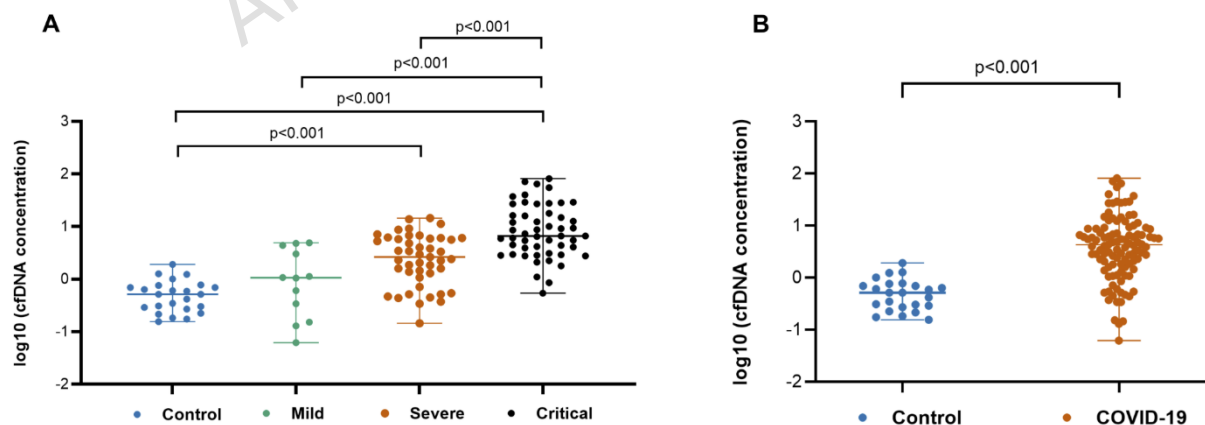 A
B
p<0.001
p<0.001
p<0.001
p<0.001
p<0.001
log10 (cfDNA concentration)
3
2
1
0
-1
-2
Control
Mild
Severe
Critical
log10 (cfDNA concentration)
3
2
1
0
-1
-2
Control
COVID-19